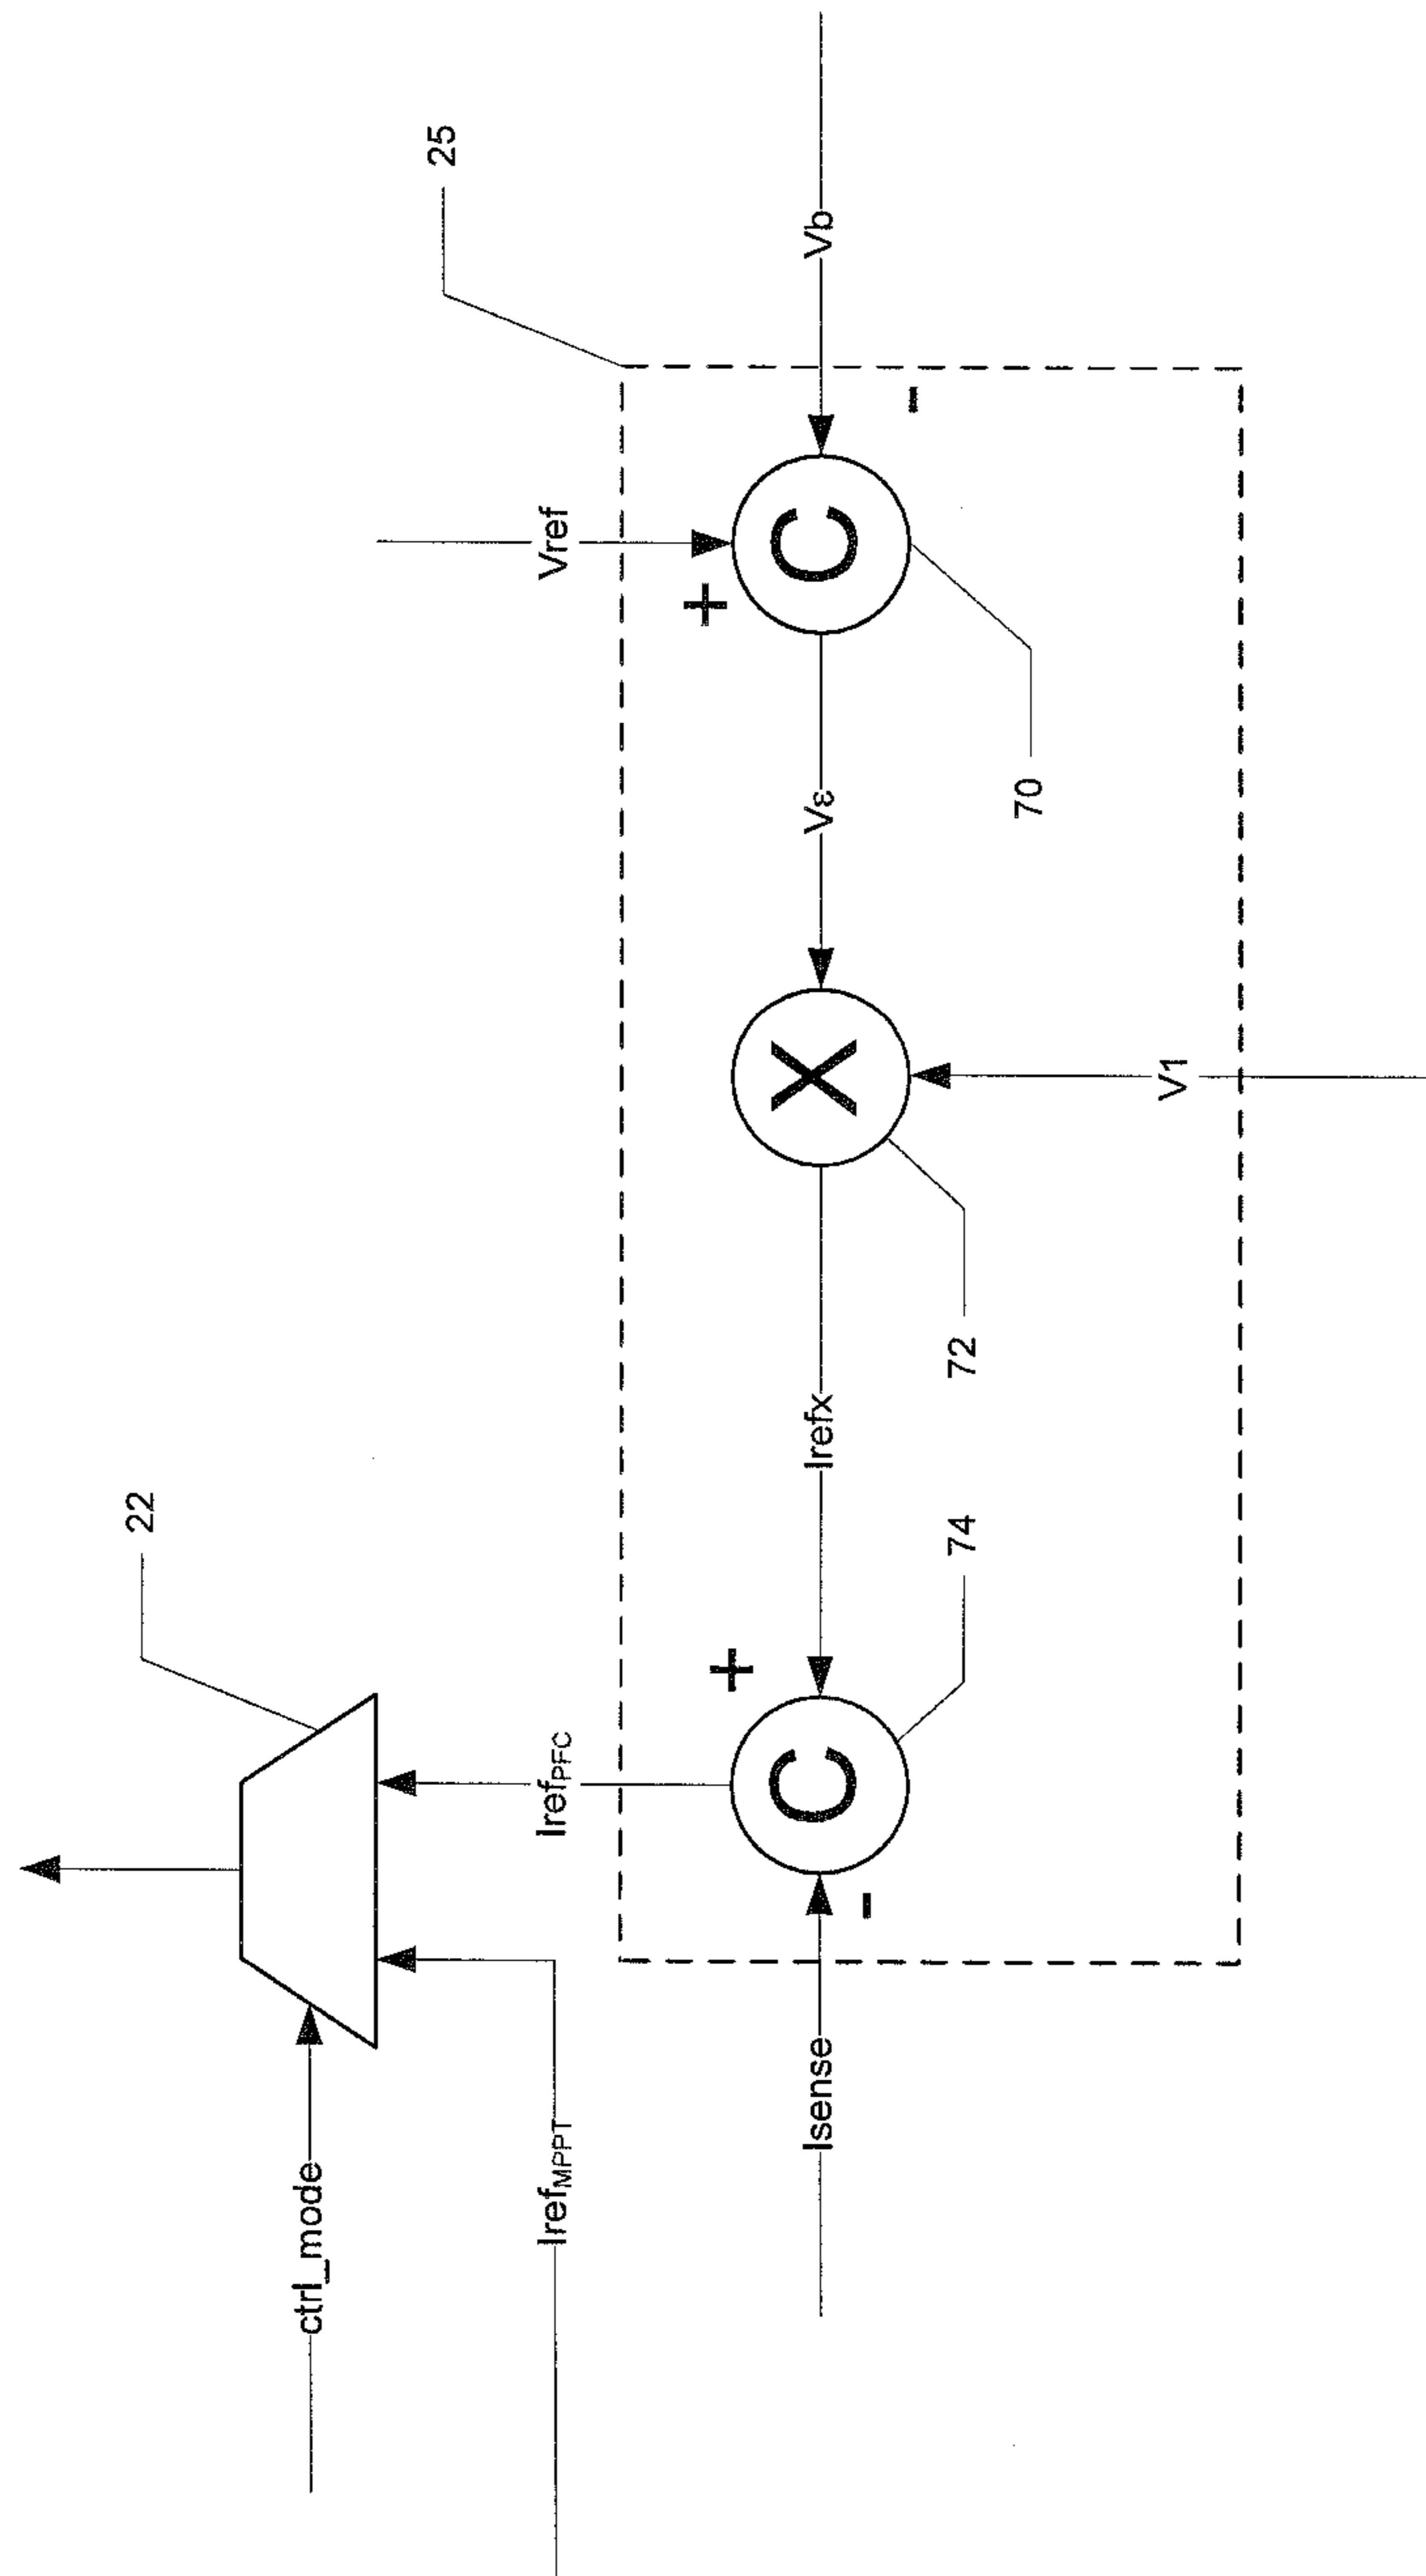 22
25
ctrl_mode
IrefMPPT
IrefPFC
Vref
+
+
Isense
-
C
Irefx
X
Vε
C
Vb
-
74
72
70
V1